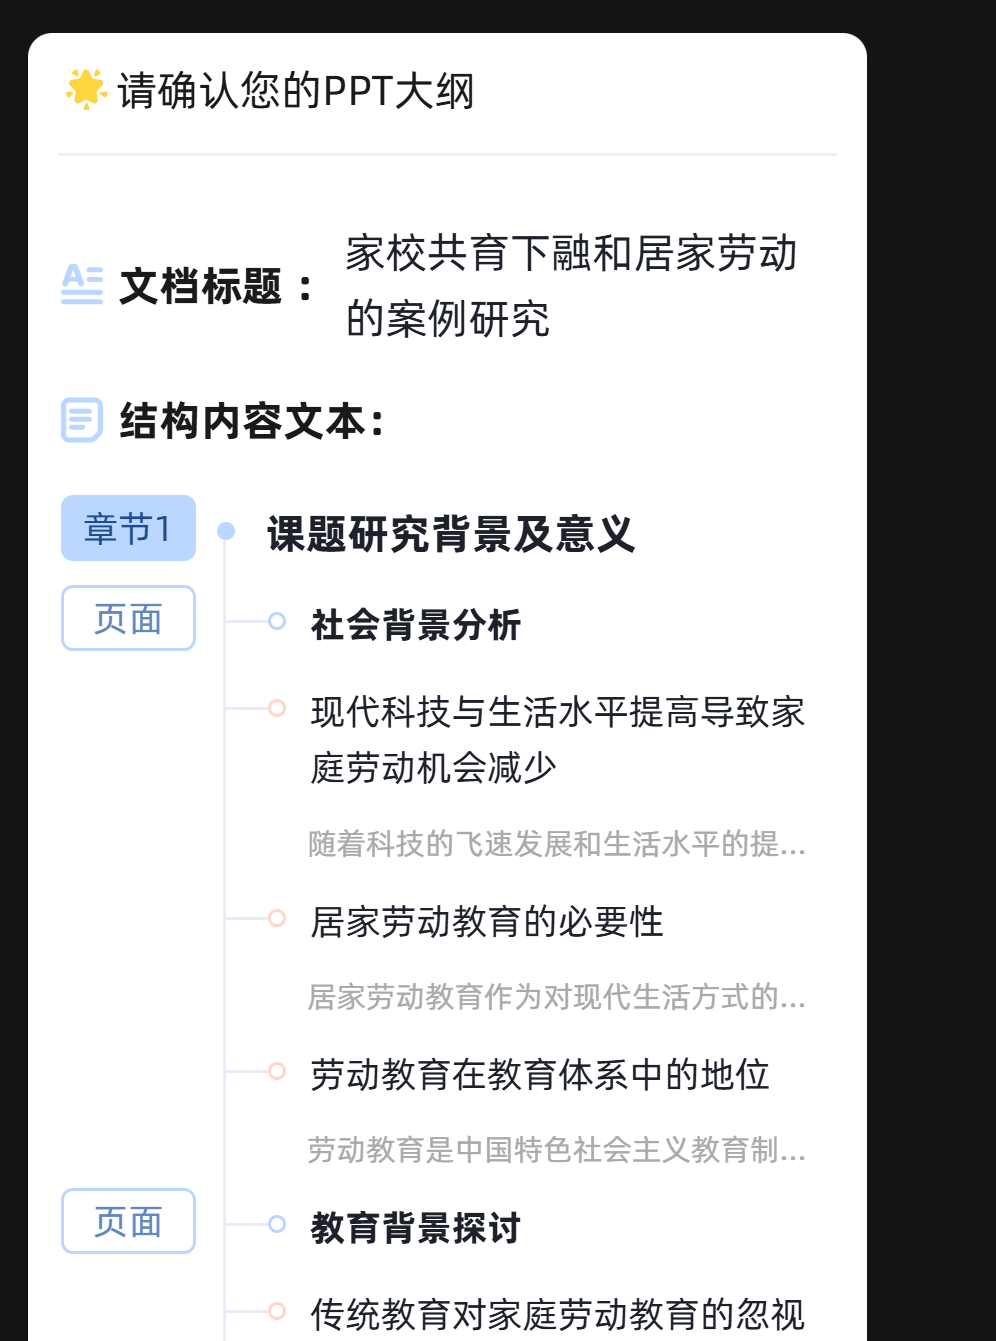 请确认您的PPT大纲
文档标题：
家校共育下融和居家劳动
的案例研究
结构内容文本：
章节1
课题研究背景及意义
页面
社会背景分析
现代科技与生活水平提高导致家
庭劳动机会减少
随着科技的飞速发展和生活水平的提...
居家劳动教育的必要性
居家劳动教育作为对现代生活方式的...
劳动教育在教育体系中的地位
劳动教育是中国特色社会主义教育制...
页面
教育背景探讨
传统教育对家庭劳动教育的忽视